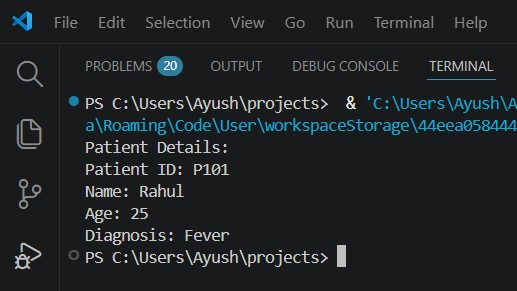 File Edit Selection View Go Run Terminal Help
PROBLEMS 20 OUTPUT DEBUG CONSOLE TERMINAL
PS C:\Users\Ayush\projects> & 'C:\Users\Ayush\A
a\Roaming\Code\User\workspaceStorage\44eea058444
Patient Details:
Patient ID: P101
Name: Rahul
Age: 25
Diagnosis: Fever
PS C:\Users\Ayush\projects>